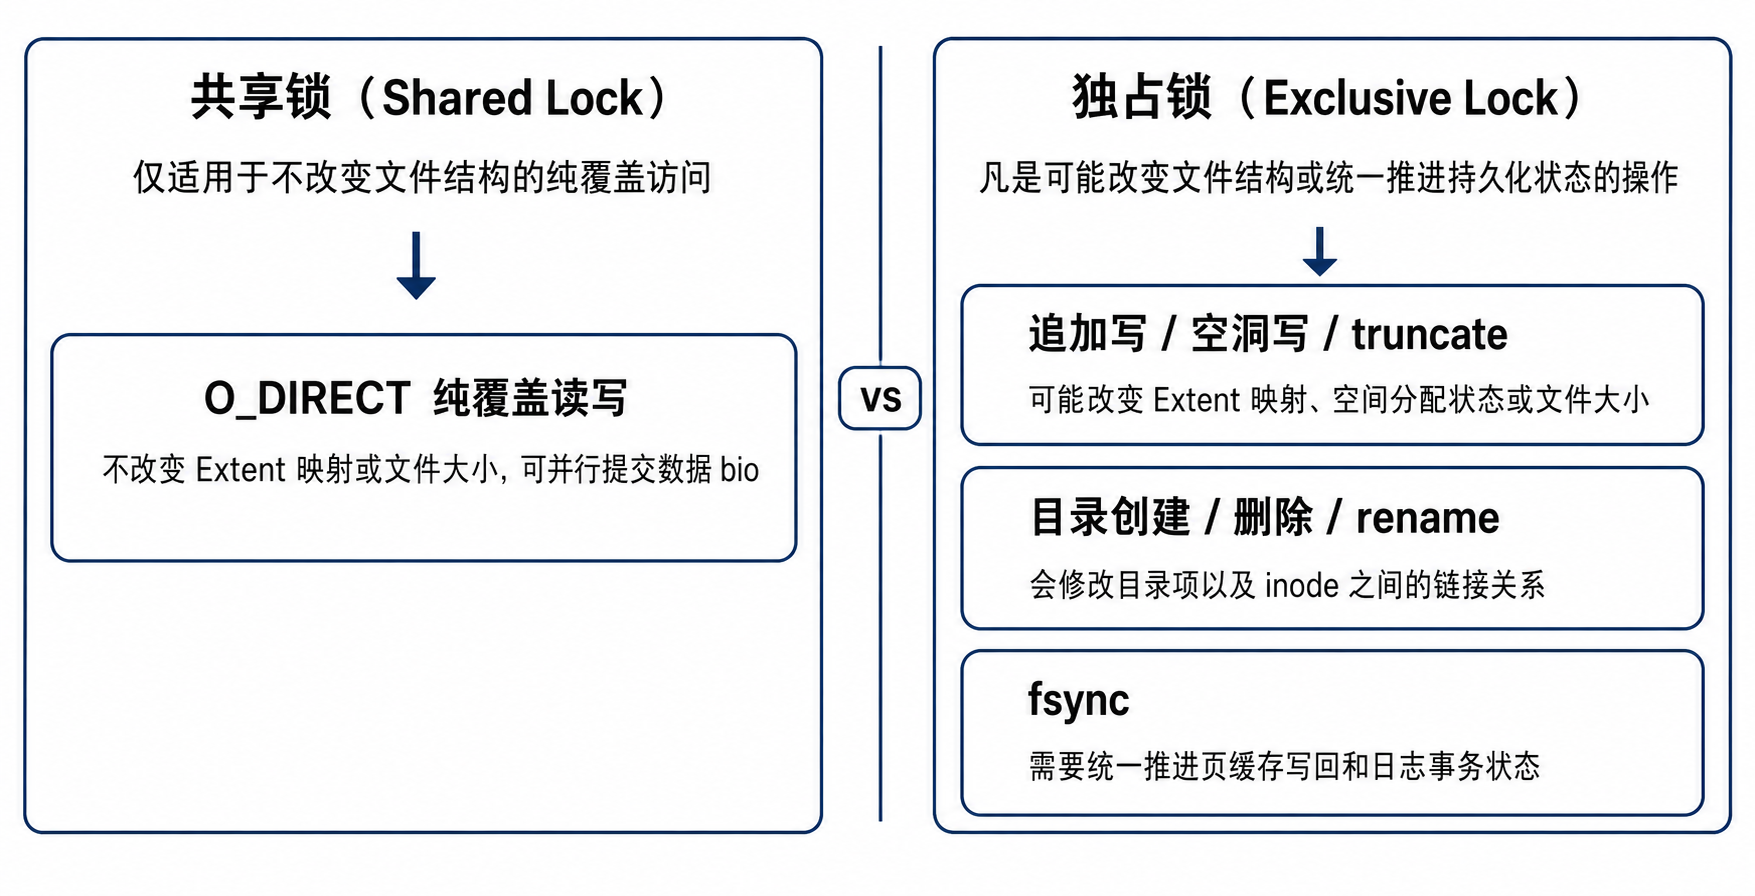 共享锁（Shared Lock）
仅适用于不改变文件结构的纯覆盖访问
O_DIRECT 纯覆盖读写
不改变 Extent 映射或文件大小, 可并行提交数据 bio
VS
独占锁（Exclusive Lock）
凡是可能改变文件结构或统一推进持久化状态的操作
追加写 / 空洞写 / truncate
可能改变 Extent 映射、空间分配状态或文件大小
目录创建 / 删除 / rename
会修改目录项以及 inode 之间的链接关系
fsync
需要统一推进页缓存写回和日志事务状态